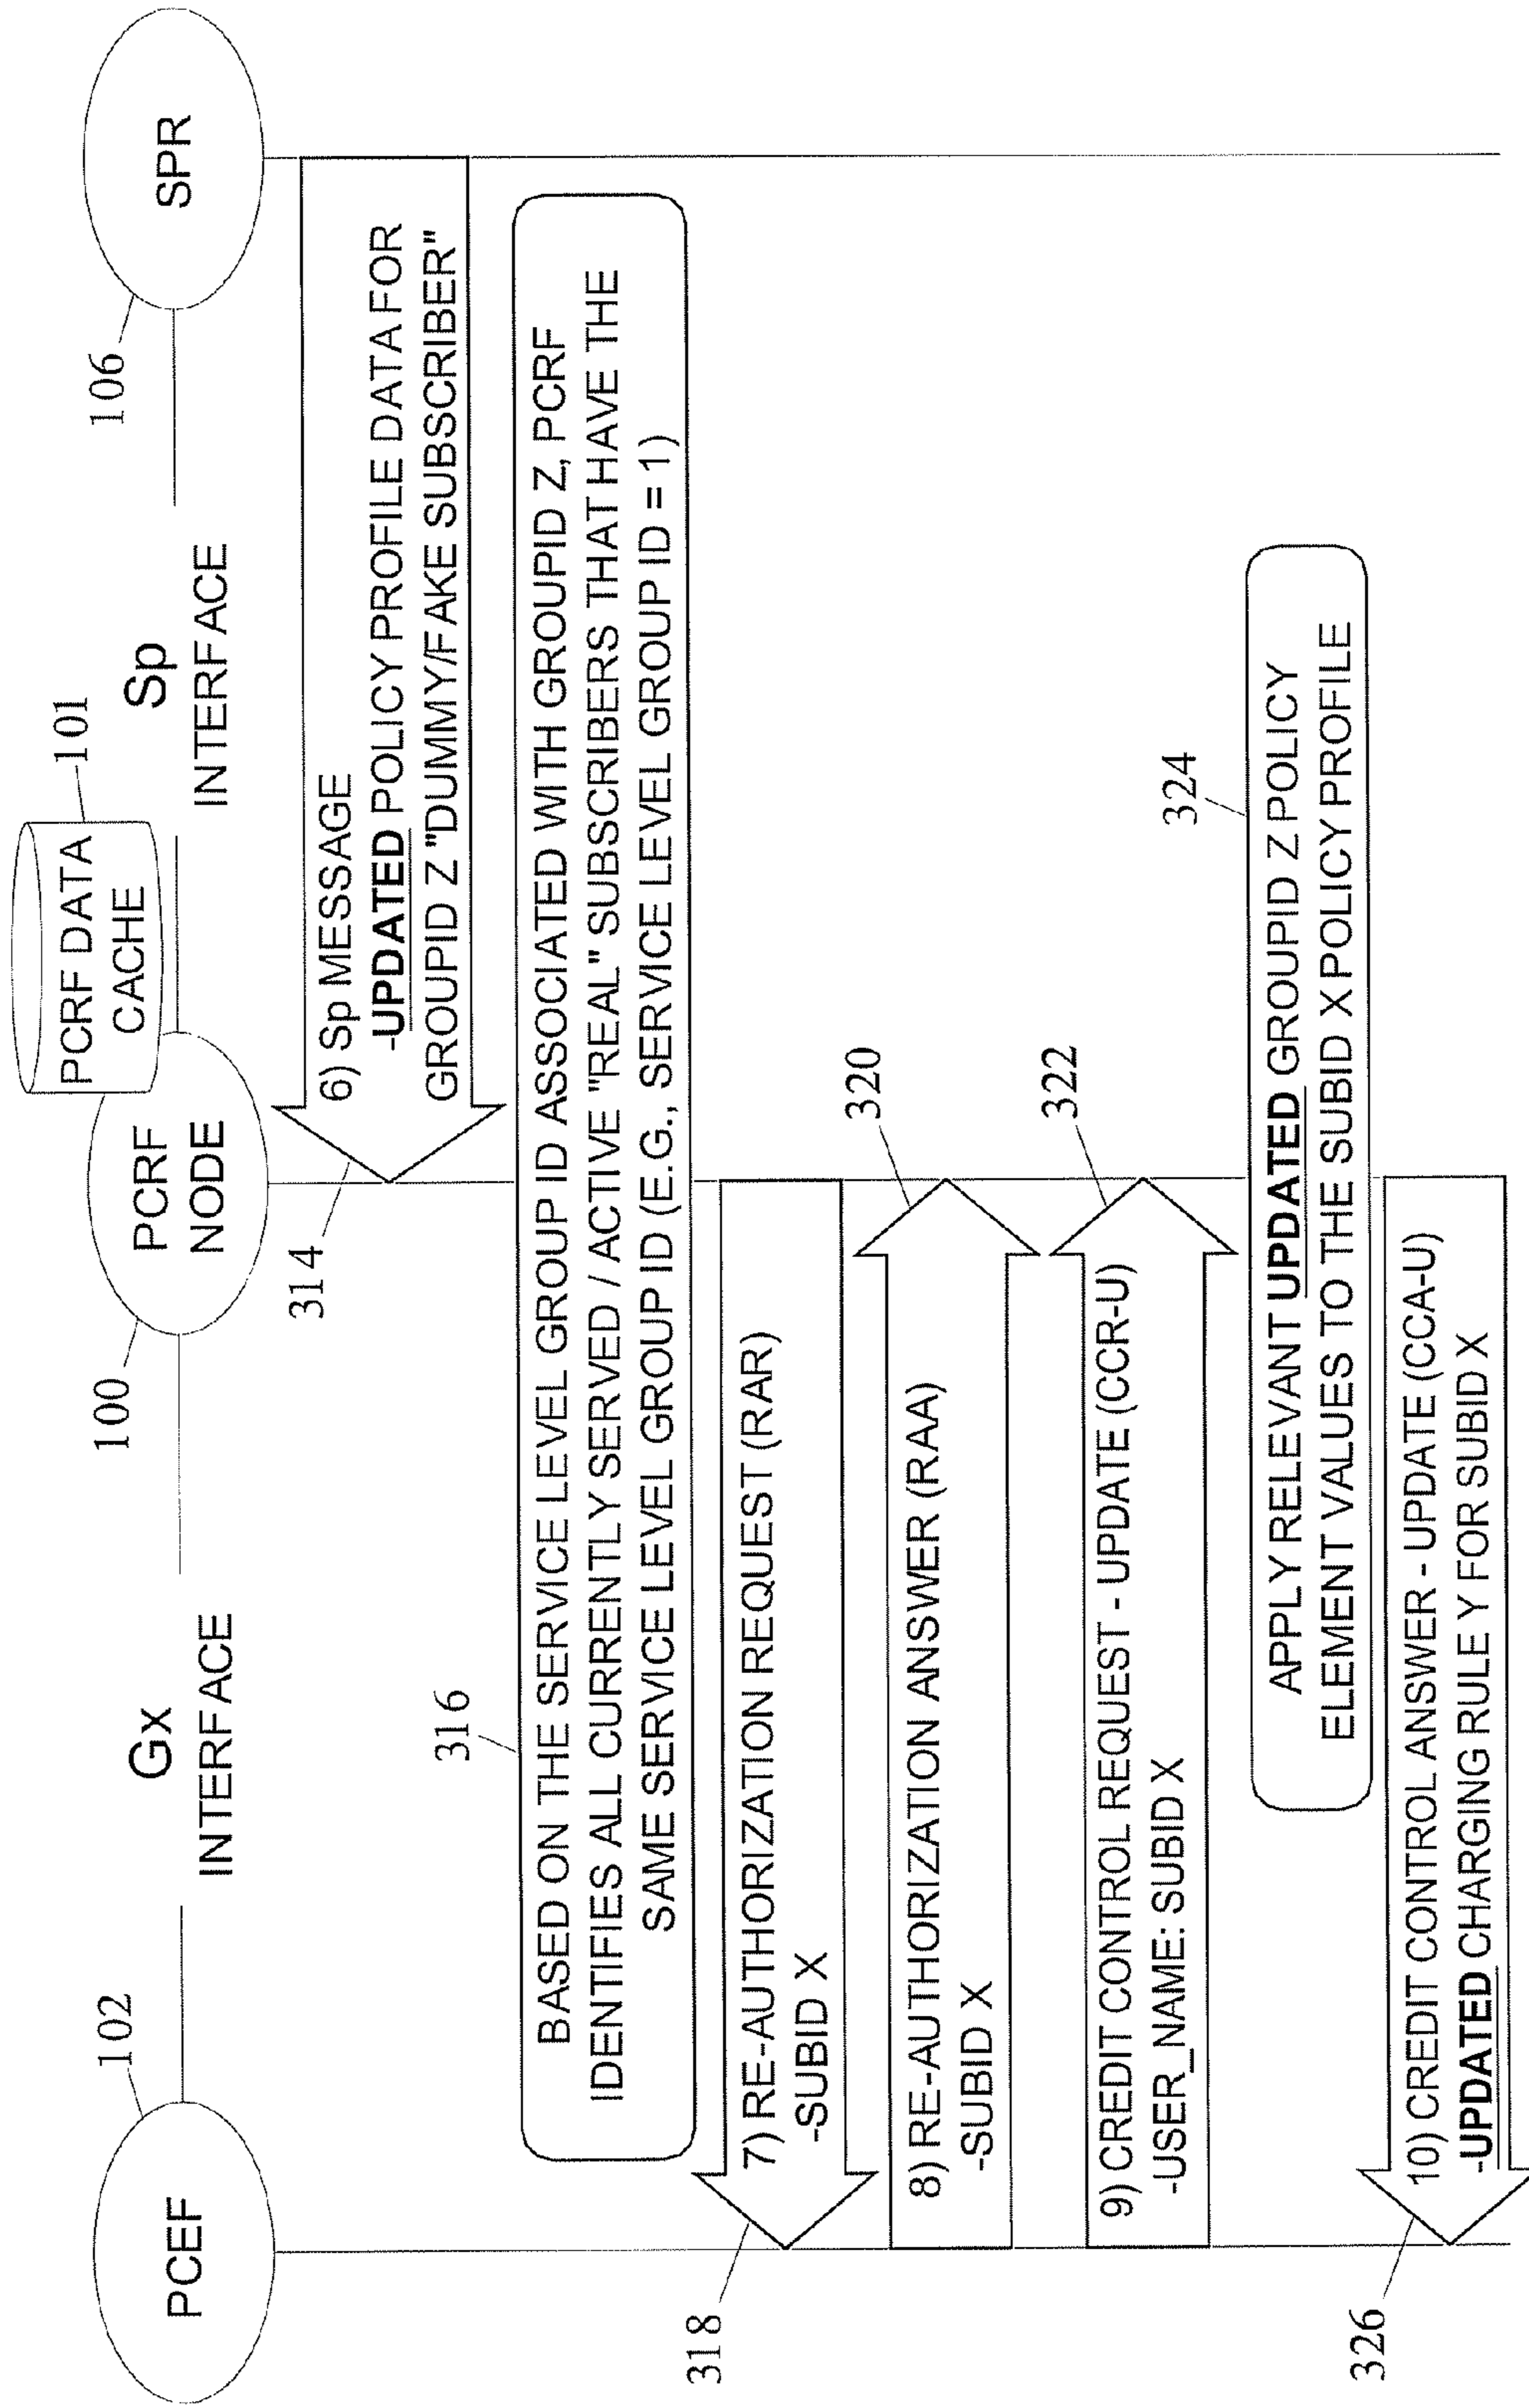 PCRF DATA
CACHE
101
PCEF
102
Gx
INTERFACE
100
PCRF
NODE
Sp
INTERFACE
106
SPR
314
6) Sp MESSAGE
-UPDATED POLICY PROFILE DATA FOR
GROUPID Z "DUMMY/FAKE SUBSCRIBER"
316
BASED ON THE SERVICE LEVEL GROUP ID ASSOCIATED WITH GROUPID Z, PCRF
IDENTIFIES ALL CURRENTLY SERVED / ACTIVE "REAL" SUBSCRIBERS THAT HAVE THE
SAME SERVICE LEVEL GROUP ID (E.G., SERVICE LEVEL GROUP ID = 1)
318
7) RE-AUTHORIZATION REQUEST (RAR)
-SUBID X
320
8) RE-AUTHORIZATION ANSWER (RAA)
-SUBID X
322
9) CREDIT CONTROL REQUEST - UPDATE (CCR-U)
-USER_NAME: SUBID X
324
APPLY RELEVANT UPDATED GROUPID Z POLICY
ELEMENT VALUES TO THE SUBID X POLICY PROFILE
326
10) CREDIT CONTROL ANSWER - UPDATE (CCA-U)
-UPDATED CHARGING RULE Y FOR SUBID X